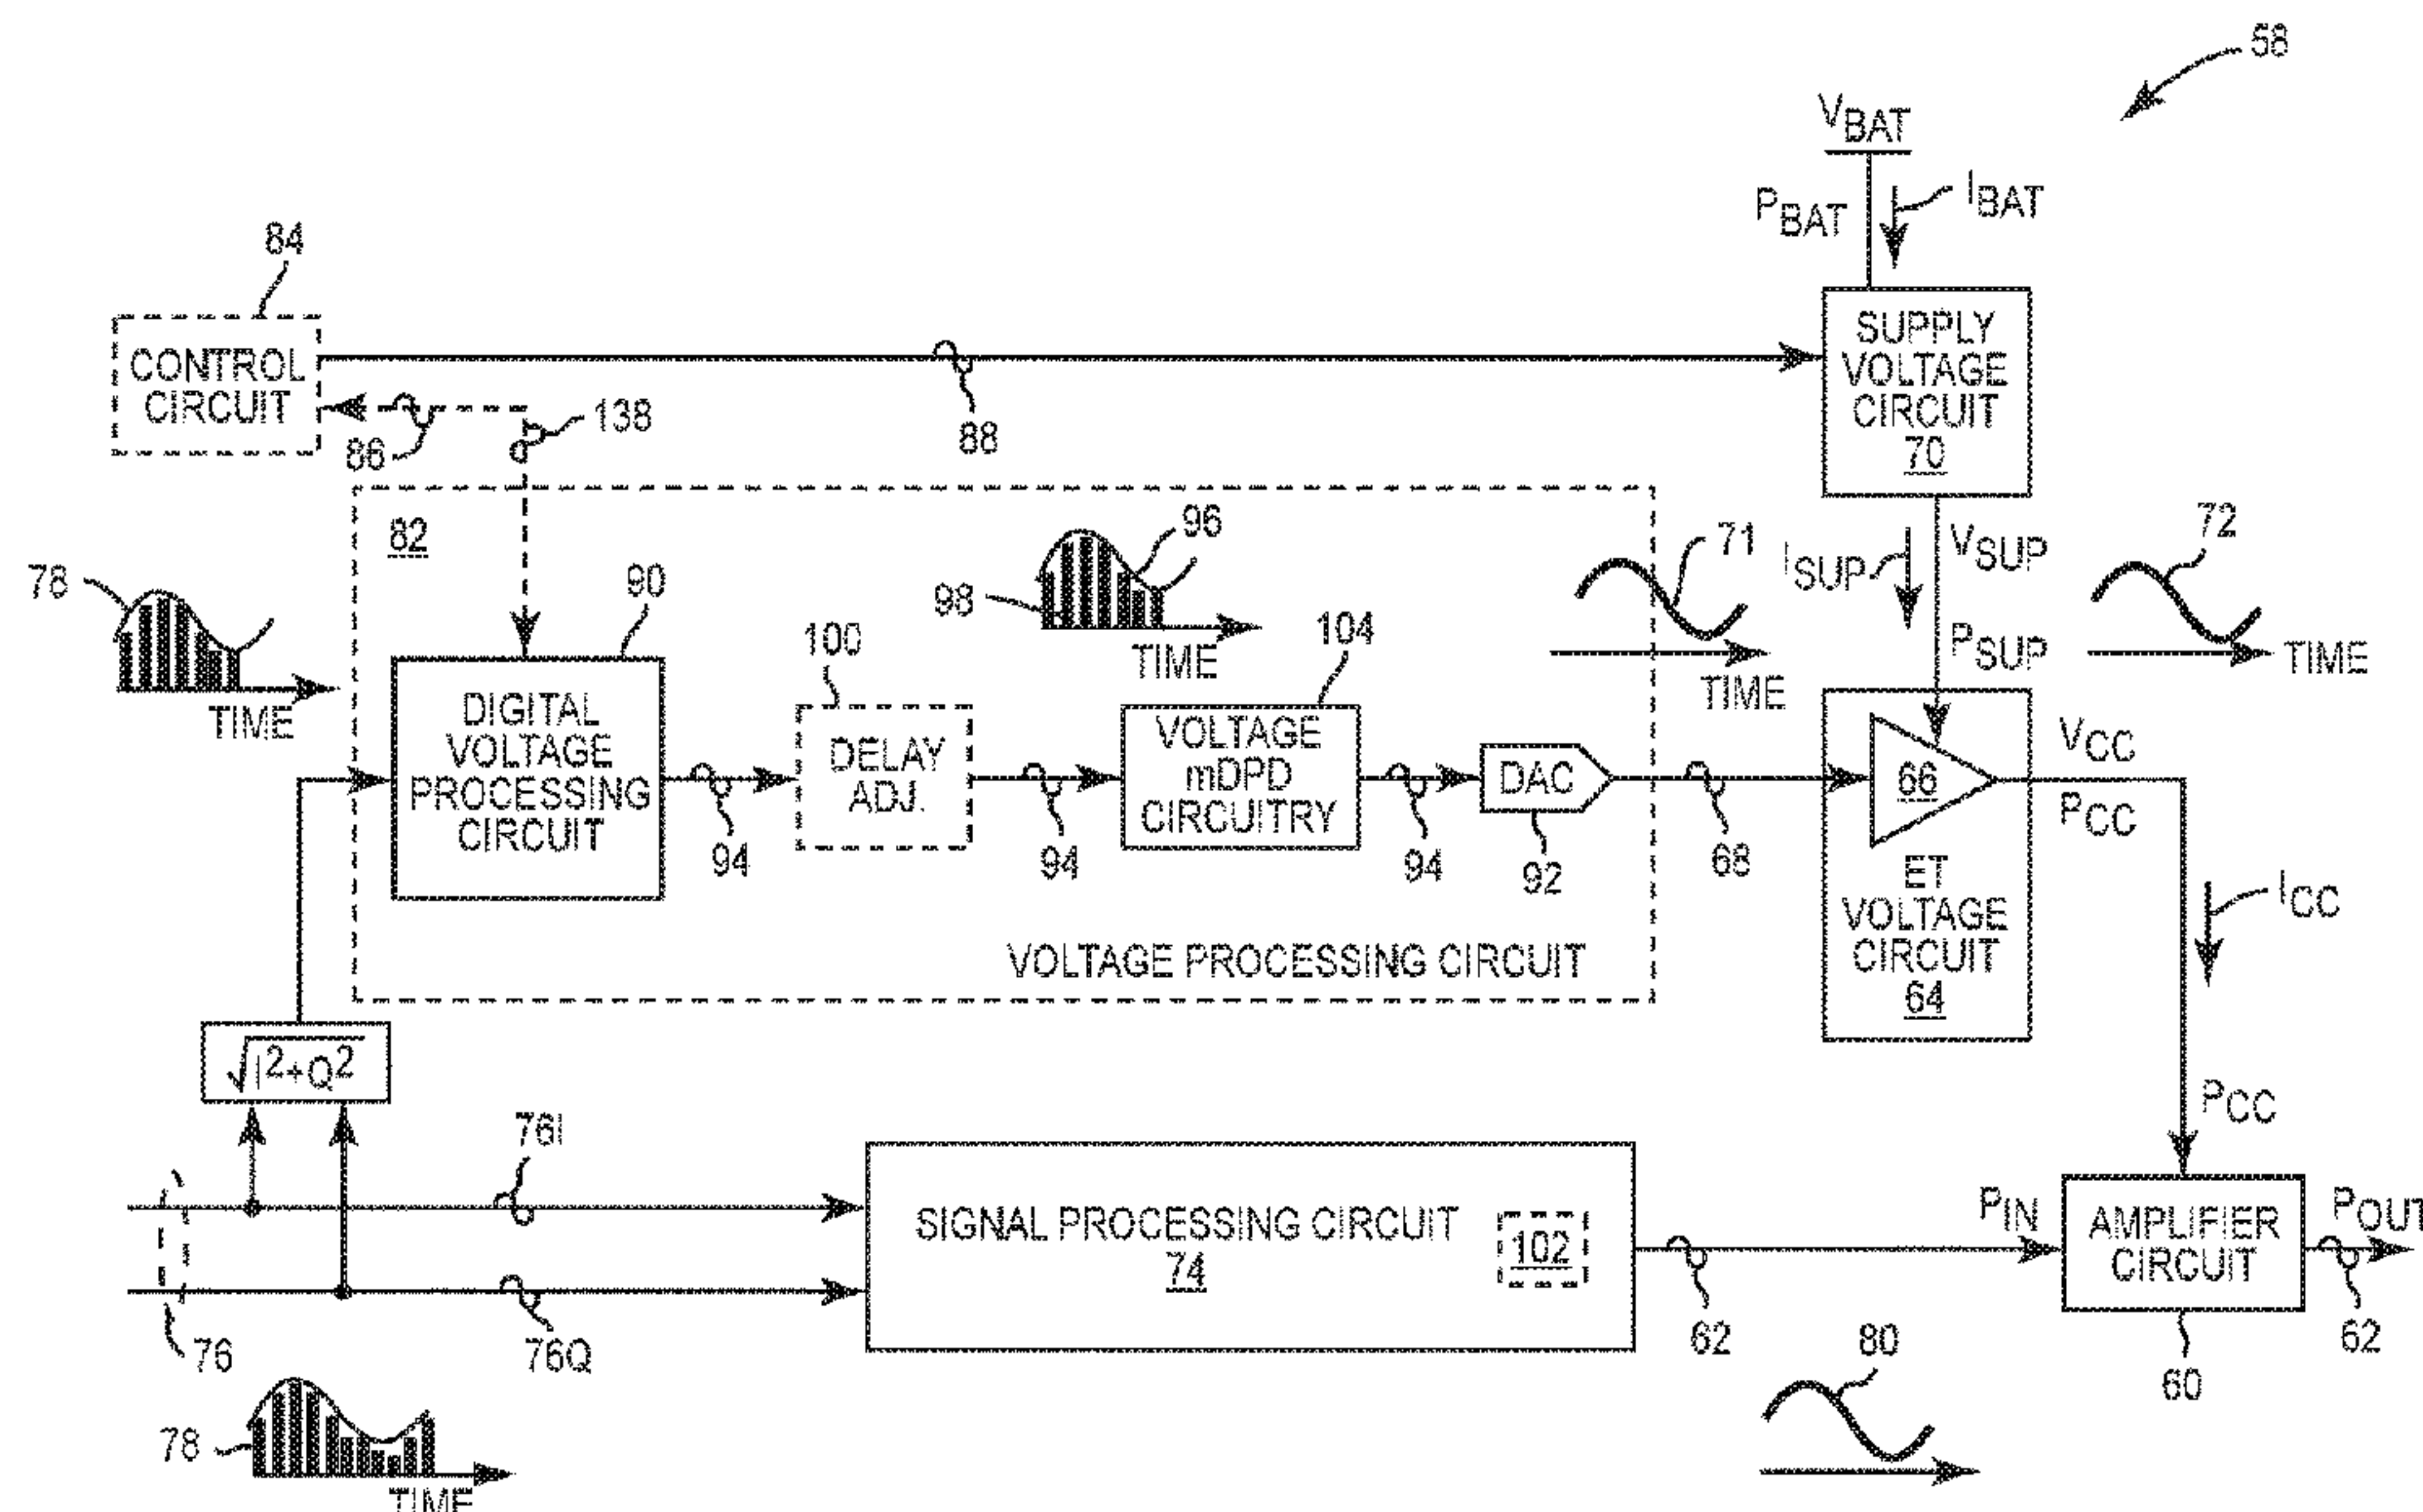 58
VBAT
PBAT
IBAT
84
CONTROL
CIRCUIT
86
138
88
SUPPLY
VOLTAGE
CIRCUIT
70
82
78
TIME
90
DIGITAL
VOLTAGE
PROCESSING
CIRCUIT
94
100
DELAY
ADJ.
94
96
98
TIME
104
VOLTAGE
mDPD
CIRCUITRY
94
DAC
92
71
TIME
68
ISUP
VSUP
PSUP
72
TIME
66
ET
VOLTAGE
CIRCUIT
64
VCC
PCC
ICC
PCC
VOLTAGE PROCESSING CIRCUIT
√I2+Q2
76I
76Q
76
78
TIME
SIGNAL PROCESSING CIRCUIT
74
102
62
80
PIN
AMPLIFIER
CIRCUIT
60
POUT
62